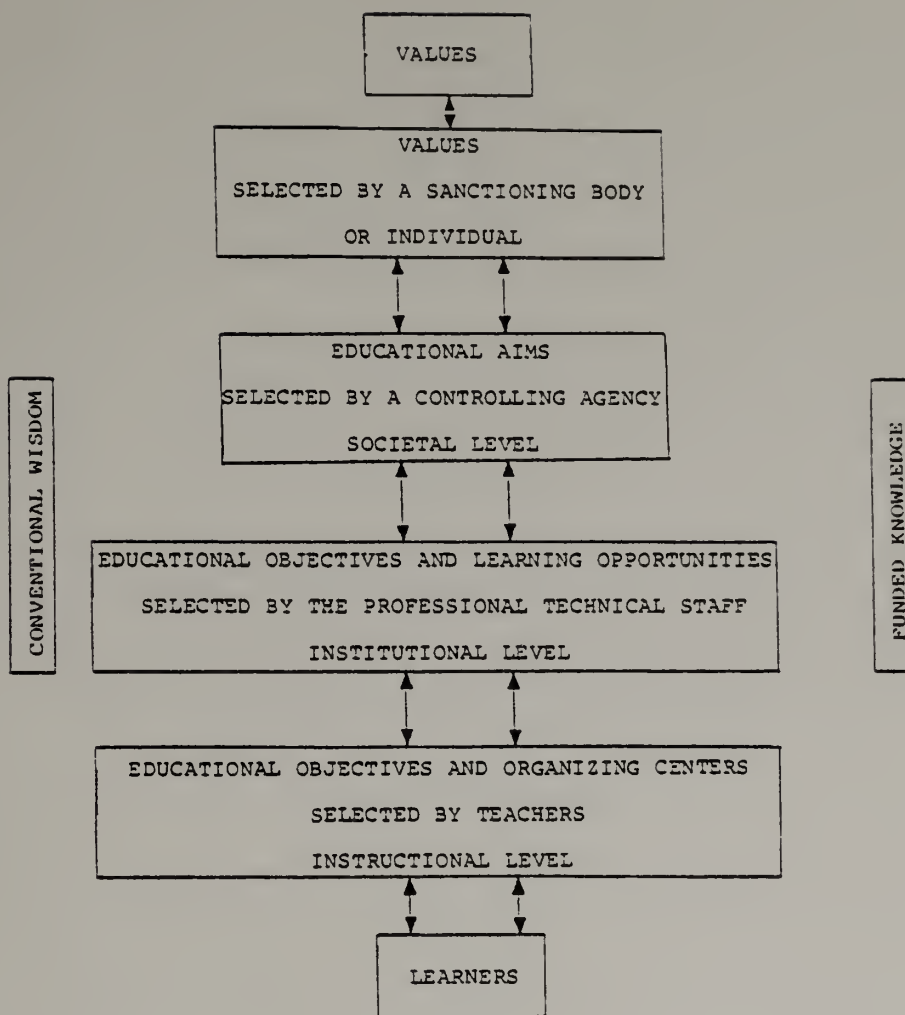 VALUES
VALUES
SELECTED BY A SANCTIONING BODY
OR INDIVIDUAL
EDUCATIONAL AIMS
SELECTED BY A CONTROLLING AGENCY
SOCIETAL LEVEL
CONVENTIONAL WISDOM
FUNDED KNOWLEDGE
EDUCATIONAL OBJECTIVES AND LEARNING OPPORTUNITIES
SELECTED BY THE PROFESSIONAL TECHNICAL STAFF
INSTITUTIONAL LEVEL
EDUCATIONAL OBJECTIVES AND ORGANIZING CENTERS
SELECTED BY TEACHERS
INSTRUCTIONAL LEVEL
LEARNERS